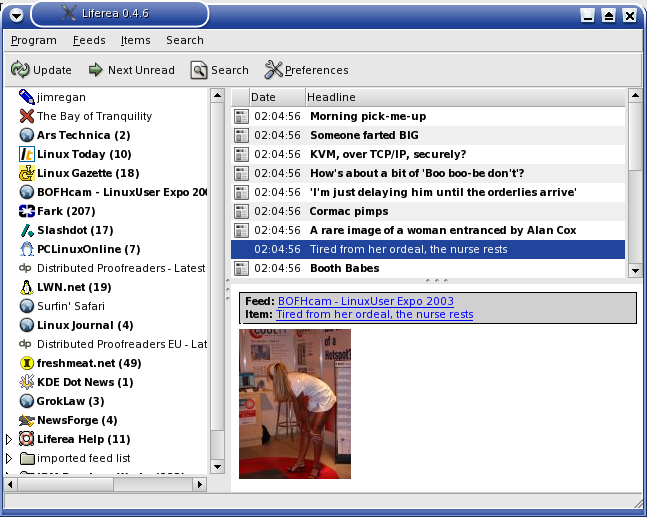 Liferea 0.4.6
Program Feeds Items Search
Update Next Unread Search Preferences
jimregan
The Bay of Tranquility
Ars Technica (2)
Linux Today (10)
Linux Gazette (18)
BOFHcam - LinuxUser Expo 200
Fark (207)
Slashdot (17)
PCLinuxOnline (7)
Distributed Proofreaders - Latest
LWN.net (19)
Surfin' Safari
Linux Journal (4)
Distributed Proofreaders EU - Lat
freshmeat.net (49)
KDE Dot News (1)
GrokLaw (3)
NewsForge (4)
Liferea Help (11)
imported feed list
Date Headline
02:04:56 Morning pick-me-up
02:04:56 Someone farted BIG
02:04:56 KVM, over TCP/IP, securely?
02:04:56 How's about a bit of 'Boo boo-be don't'?
02:04:56 'I'm just delaying him until the orderlies arrive'
02:04:56 Cormac pimps
02:04:56 A rare image of a woman entranced by Alan Cox
02:04:56 Tired from her ordeal, the nurse rests
02:04:56 Booth Babes
Feed: BOFHcam - LinuxUser Expo 2003
Item: Tired from her ordeal, the nurse rests
of a
Hotspot?